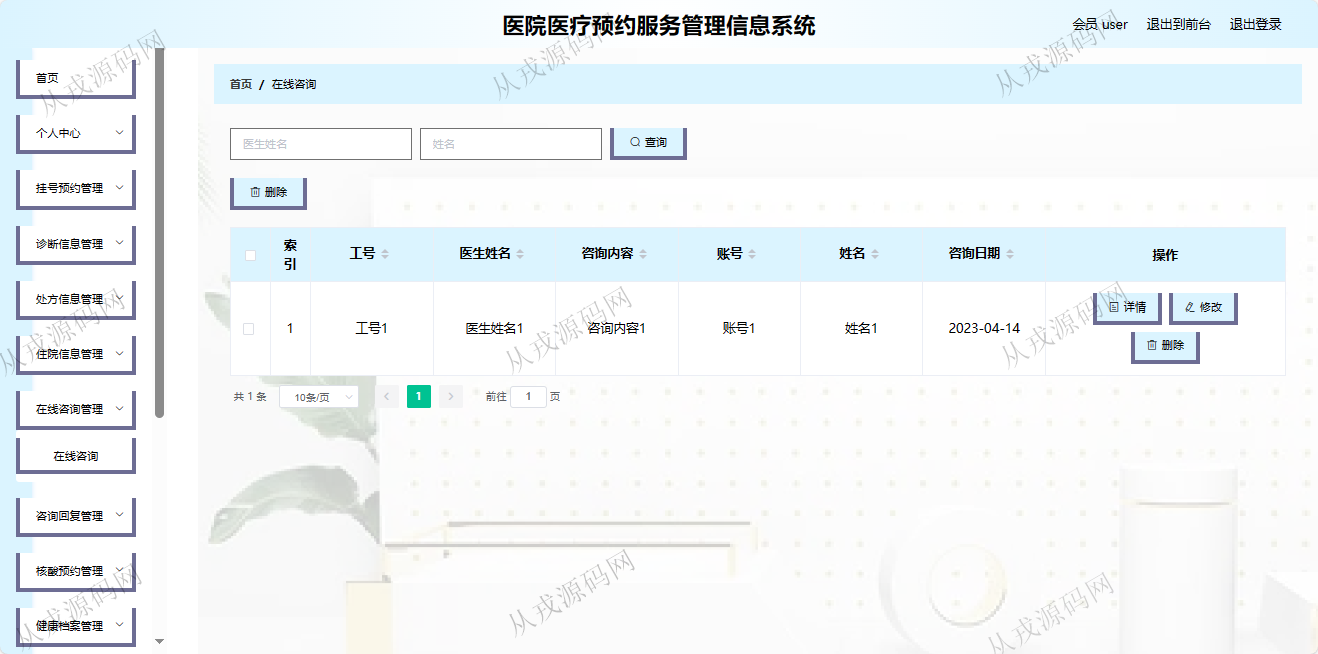 医院医疗预约服务管理信息系统
会员 user 退出到前台 退出登录
首页
个人中心
挂号预约管理
诊断信息管理
处方信息管理
住院信息管理
在线咨询管理
在线咨询
咨询回复管理
核酸预约管理
健康档案管理
首页 / 在线咨询
医生姓名 姓名 查询
删除
索引 工号 医生姓名 咨询内容 账号 姓名 咨询日期 操作
1 工号1 医生姓名1 咨询内容1 账号1 姓名1 2023-04-14 详情 修改
删除
共 1 条 10条/页 1 前往 1 页
从戎源码网
从戎源码网
从戎源码网
从戎源码网
从戎源码网
从戎源码网
从戎源码网
从戎源码网
从戎源码网